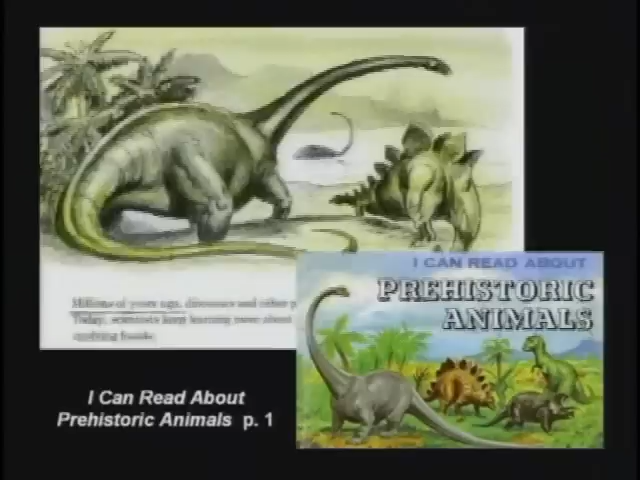 Millions of years ago, dinosaurs and other
Today, scientists keep learning more about
studying fossils.
I CAN READ ABOUT
PREHISTORIC
ANIMALS
I Can Read About
Prehistoric Animals p. 1